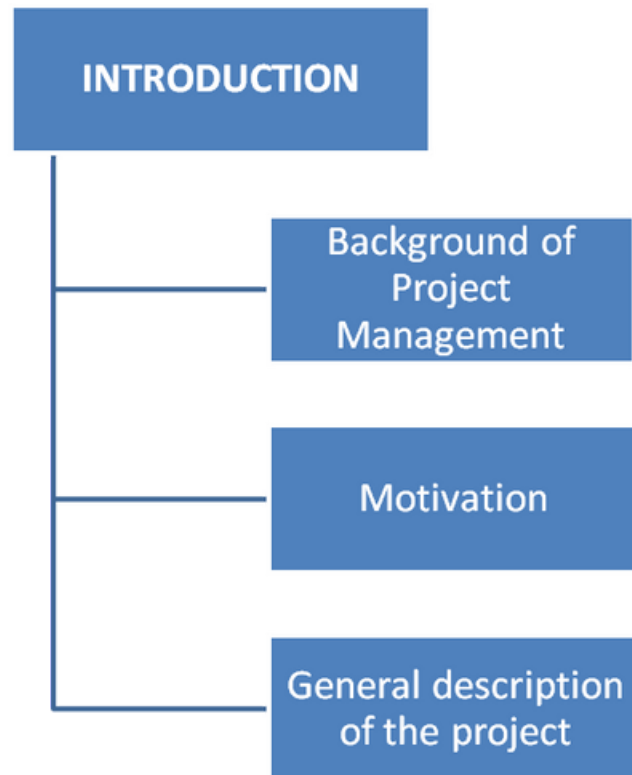 INTRODUCTION
Background of
Project
Management
Motivation
General description
of the project